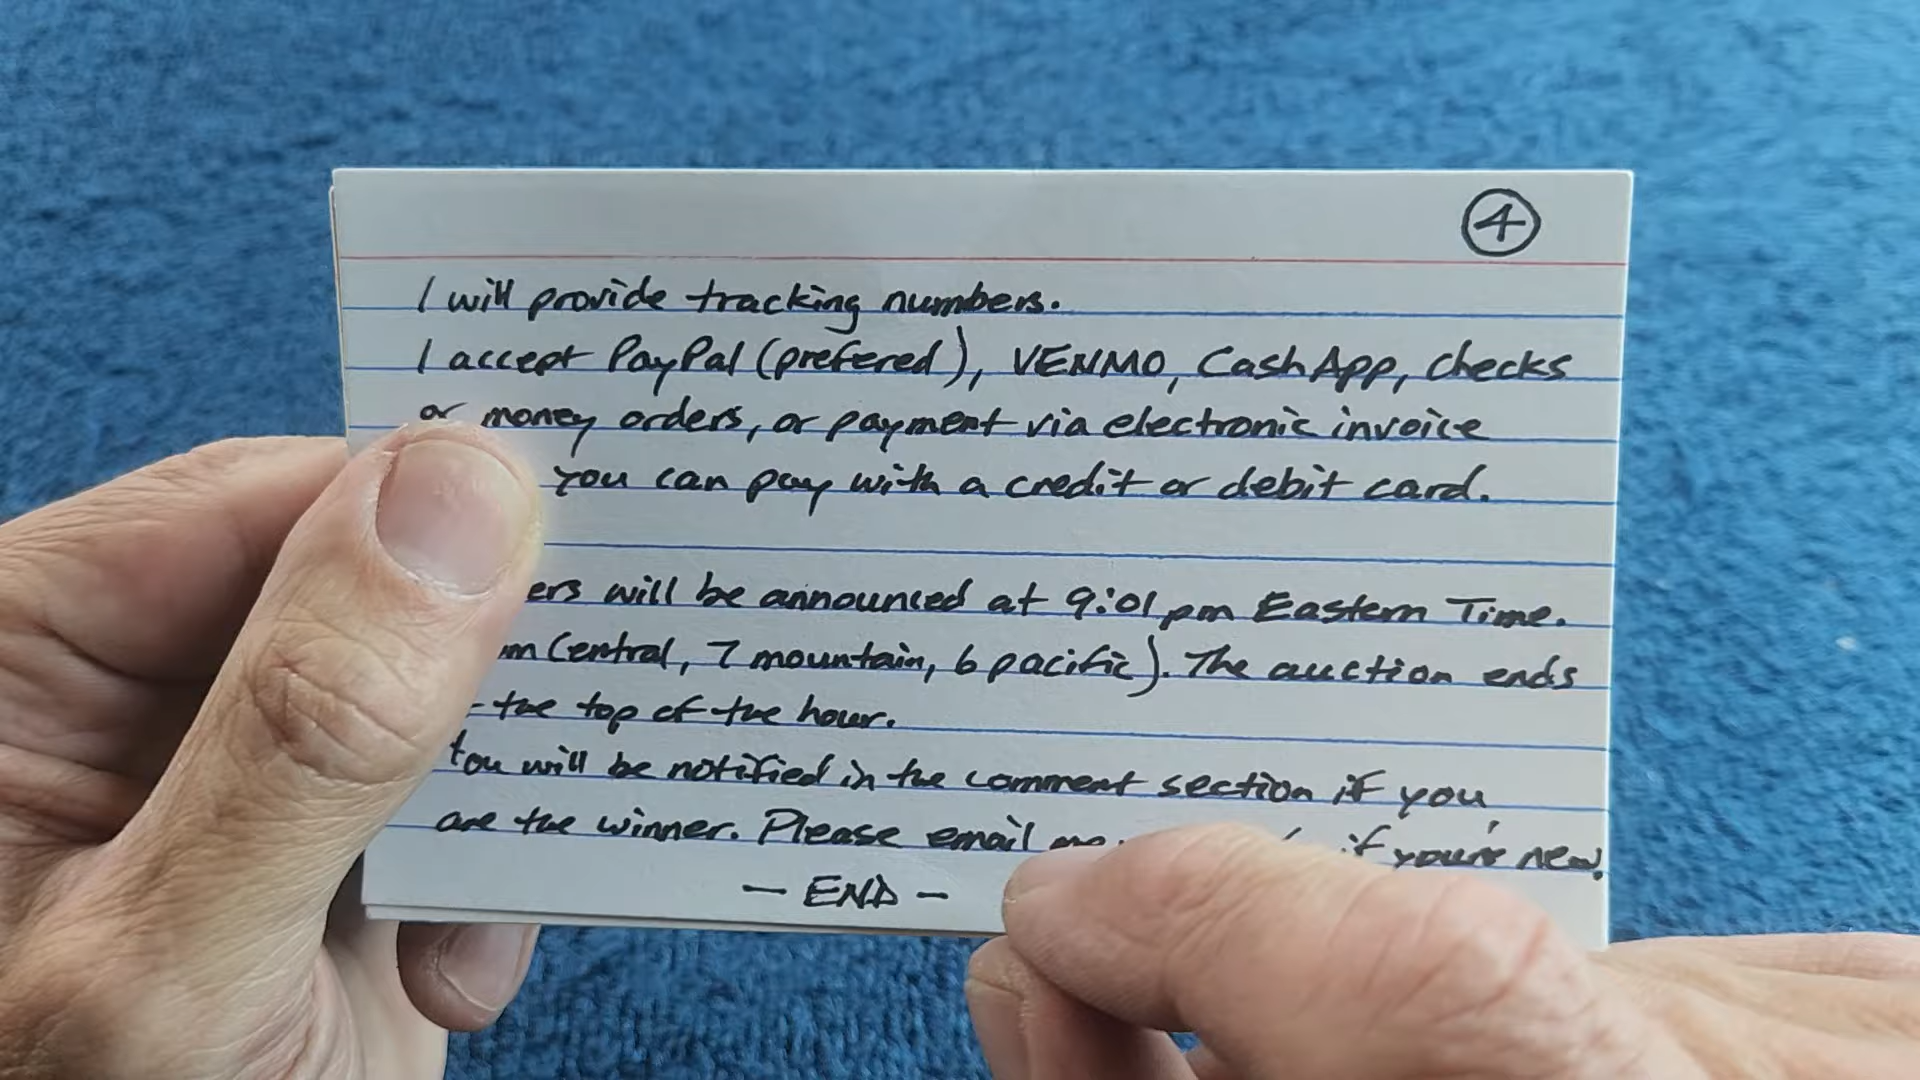 4
I will provide tracking numbers.
I accept PayPal (prefered), VENMO, Cash App, checks
or money orders, or payment via electronic invoice
you can pay with a credit or debit card.
ers will be announced at 9:01 pm Eastern Time.
m Central, 7 mountain, 6 pacific). The auction ends
the top of the hour.
You will be notified in the comment section if you
are the winner. Please email me if you're new.
- END -